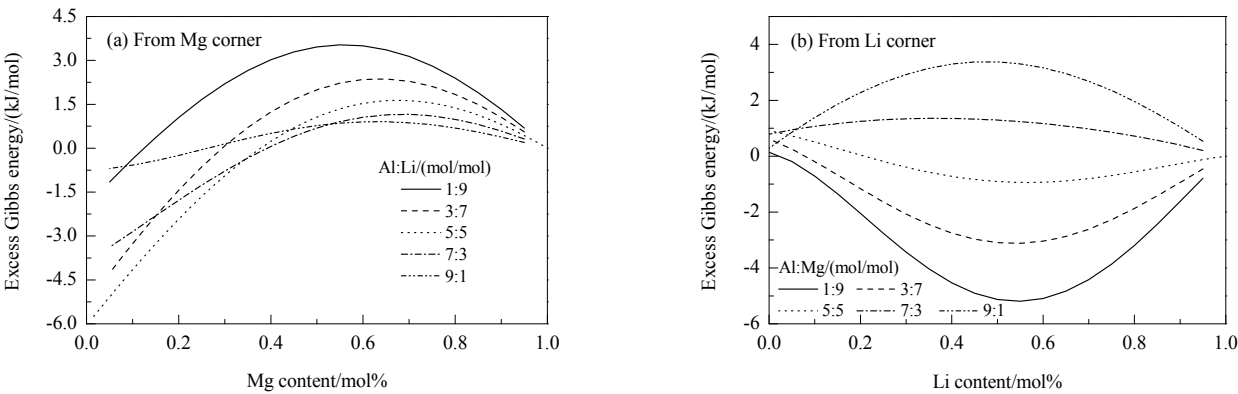 4.5
3.0
1.5
0.0
-1.5
-3.0
-4.5
-6.0
Excess Gibbs energy/(kJ/mol)
(a) From Mg corner
Al:Li/(mol/mol)
1:9
3:7
5:5
7:3
9:1
0.0 0.2 0.4 0.6 0.8 1.0
Mg content/mol%
4
2
0
-2
-4
-6
Excess Gibbs energy/(kJ/mol)
(b) From Li corner
Al:Mg/(mol/mol)
1:9 3:7
5:5 7:3 9:1
0.0 0.2 0.4 0.6 0.8 1.0
Li content/mol%